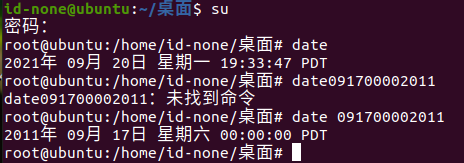 id-none@ubuntu:~/桌面$ su
密码：
root@ubuntu:/home/id-none/桌面# date
2021年 09月 20日 星期一 19:33:47 PDT
root@ubuntu:/home/id-none/桌面# date091700002011
date091700002011：未找到命令
root@ubuntu:/home/id-none/桌面# date 091700002011
2011年 09月 17日 星期六 00:00:00 PDT
root@ubuntu:/home/id-none/桌面#